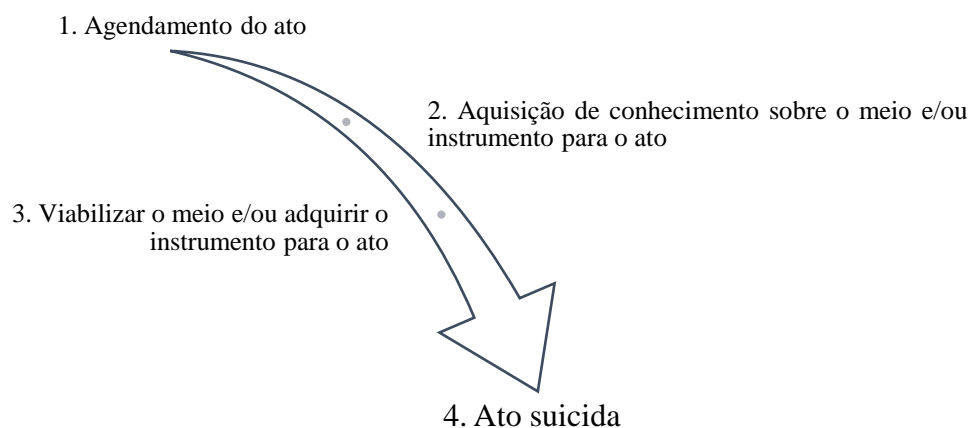 1. Agendamento do ato
2. Aquisição de conhecimento sobre o meio e/ou
instrumento para o ato
3. Viabilizar o meio e/ou adquirir o
instrumento para o ato
4. Ato suicida